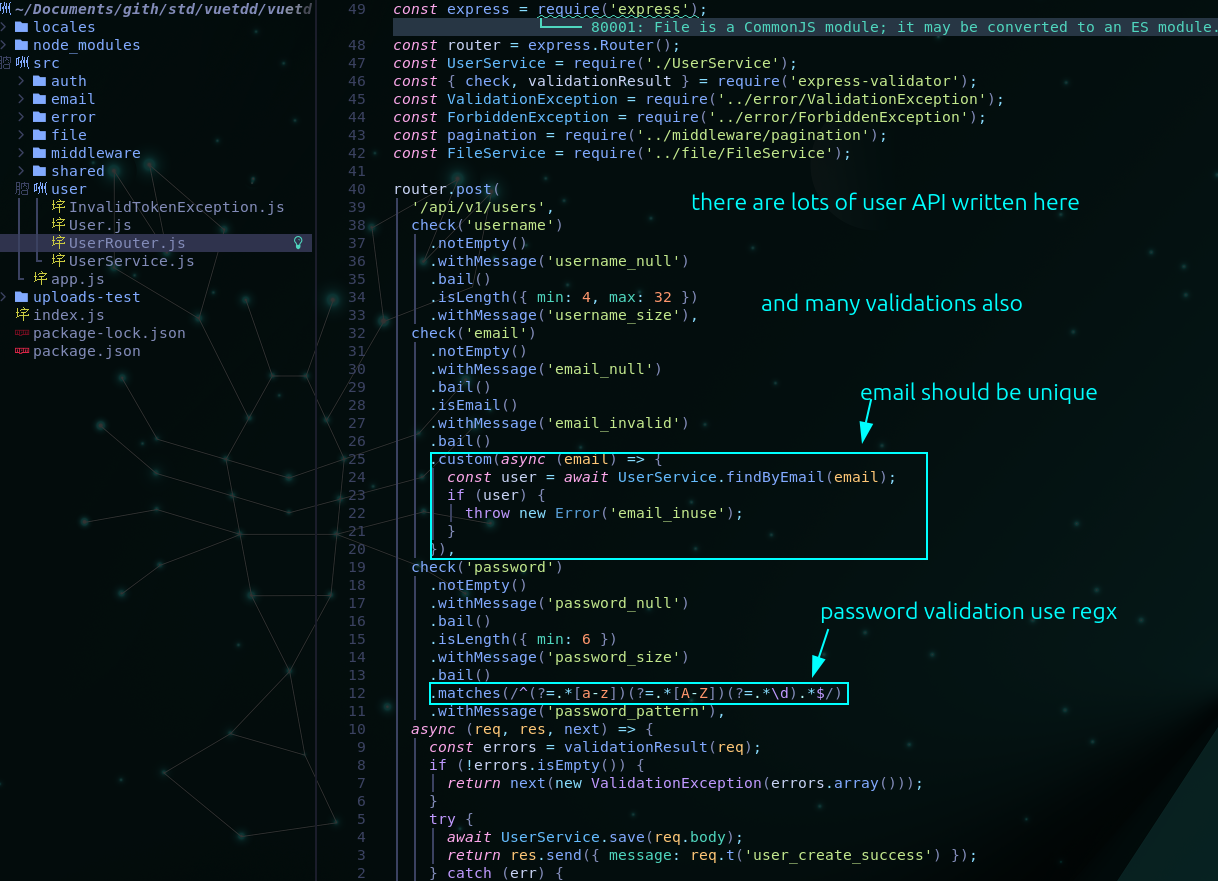 ~/Documents/gith/std/vuetdd/vuetd
locales
node_modules
src
auth
email
error
file
middleware
shared
user
InvalidTokenException.js
User.js
UserRouter.js
UserService.js
app.js
uploads-test
index.js
package-lock.json
package.json
49 const express = require('express');
80001: File is a CommonJS module; it may be converted to an ES module.
48 const router = express.Router();
47 const UserService = require('./UserService');
46 const { check, validationResult } = require('express-validator');
45 const ValidationException = require('../error/ValidationException');
44 const ForbiddenException = require('../error/ForbiddenException');
43 const pagination = require('../middleware/pagination');
42 const FileService = require('../file/FileService');
41
40 router.post(
there are lots of user API written here
39 '/api/v1/users',
38 check('username')
37 .notEmpty()
36 .withMessage('username_null')
35 .bail()
34 .isLength({ min: 4, max: 32 })
and many validations also
33 .withMessage('username_size'),
32 check('email')
31 .notEmpty()
30 .withMessage('email_null')
29 .bail()
email should be unique
28 .isEmail()
27 .withMessage('email_invalid')
26 .bail()
25 .custom(async (email) => {
24 const user = await UserService.findByEmail(email);
23 if (user) {
22 throw new Error('email_inuse');
21 }
20 }),
19 check('password')
18 .notEmpty()
17 .withMessage('password_null')
password validation use regx
16 .bail()
15 .isLength({ min: 6 })
14 .withMessage('password_size')
13 .bail()
12 .matches(/^(?=.*[a-z])(?=.*[A-Z])(?=.*\d).*$/)
11 .withMessage('password_pattern'),
10 async (req, res, next) => {
9 const errors = validationResult(req);
8 if (!errors.isEmpty()) {
7 return next(new ValidationException(errors.array()));
6 }
5 try {
4 await UserService.save(req.body);
3 return res.send({ message: req.t('user_create_success') });
2 } catch (err) {